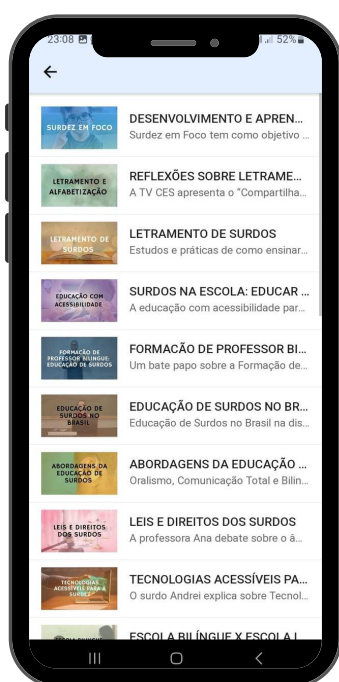 23:08
52%
SURDEZ EM FOCO
DESENVOLVIMENTO E APREN...
Surdez em Foco tem como objetivo ...
LETRAMENTO E
ALFABETIZAÇÃO
REFLEXÕES SOBRE LETRAME...
A TV CES apresenta o "Compartilha...
LETRAMENTO DE
SURDOS
LETRAMENTO DE SURDOS
Estudos e práticas de como ensinar...
EDUCAÇÃO COM
ACESSIBILIDADE
SURDOS NA ESCOLA: EDUCAR ...
A educação com acessibilidade par...
FORMAÇÃO DE
PROFESSOR BILINGUE:
EDUCAÇÃO DE SURDOS
FORMAÇÃO DE PROFESSOR BI...
Um bate papo sobre a Formação de...
EDUCAÇÃO DE
SURDOS NO
BRASIL
EDUCAÇÃO DE SURDOS NO BR...
Educação de Surdos no Brasil na dis...
ABORDAGENS DA
EDUCAÇÃO DE
SURDOS
ABORDAGENS DA EDUCAÇÃO ...
Oralismo, Comunicação Total e Bilin...
LEIS E DIREITOS
DOS SURDOS
LEIS E DIREITOS DOS SURDOS
A professora Ana debate sobre o â...
TECNOLOGIAS
ACESSÍVEIS PARA A
SURDEZ
TECNOLOGIAS ACESSÍVEIS PA...
O surdo Andrei explica sobre Tecnol...
ESCOLA BILÍNGUE X ESCOLA I...